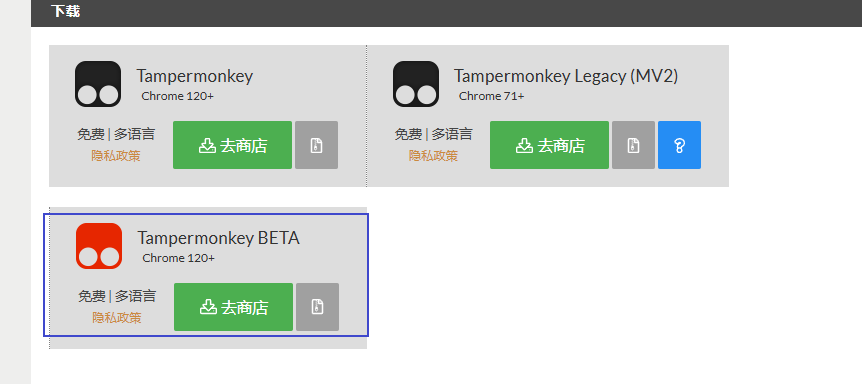 下载
Tampermonkey
Chrome 120+
免费 | 多语言
隐私政策
去商店
Tampermonkey Legacy (MV2)
Chrome 71+
免费 | 多语言
隐私政策
去商店
?
Tampermonkey BETA
Chrome 120+
免费 | 多语言
隐私政策
去商店